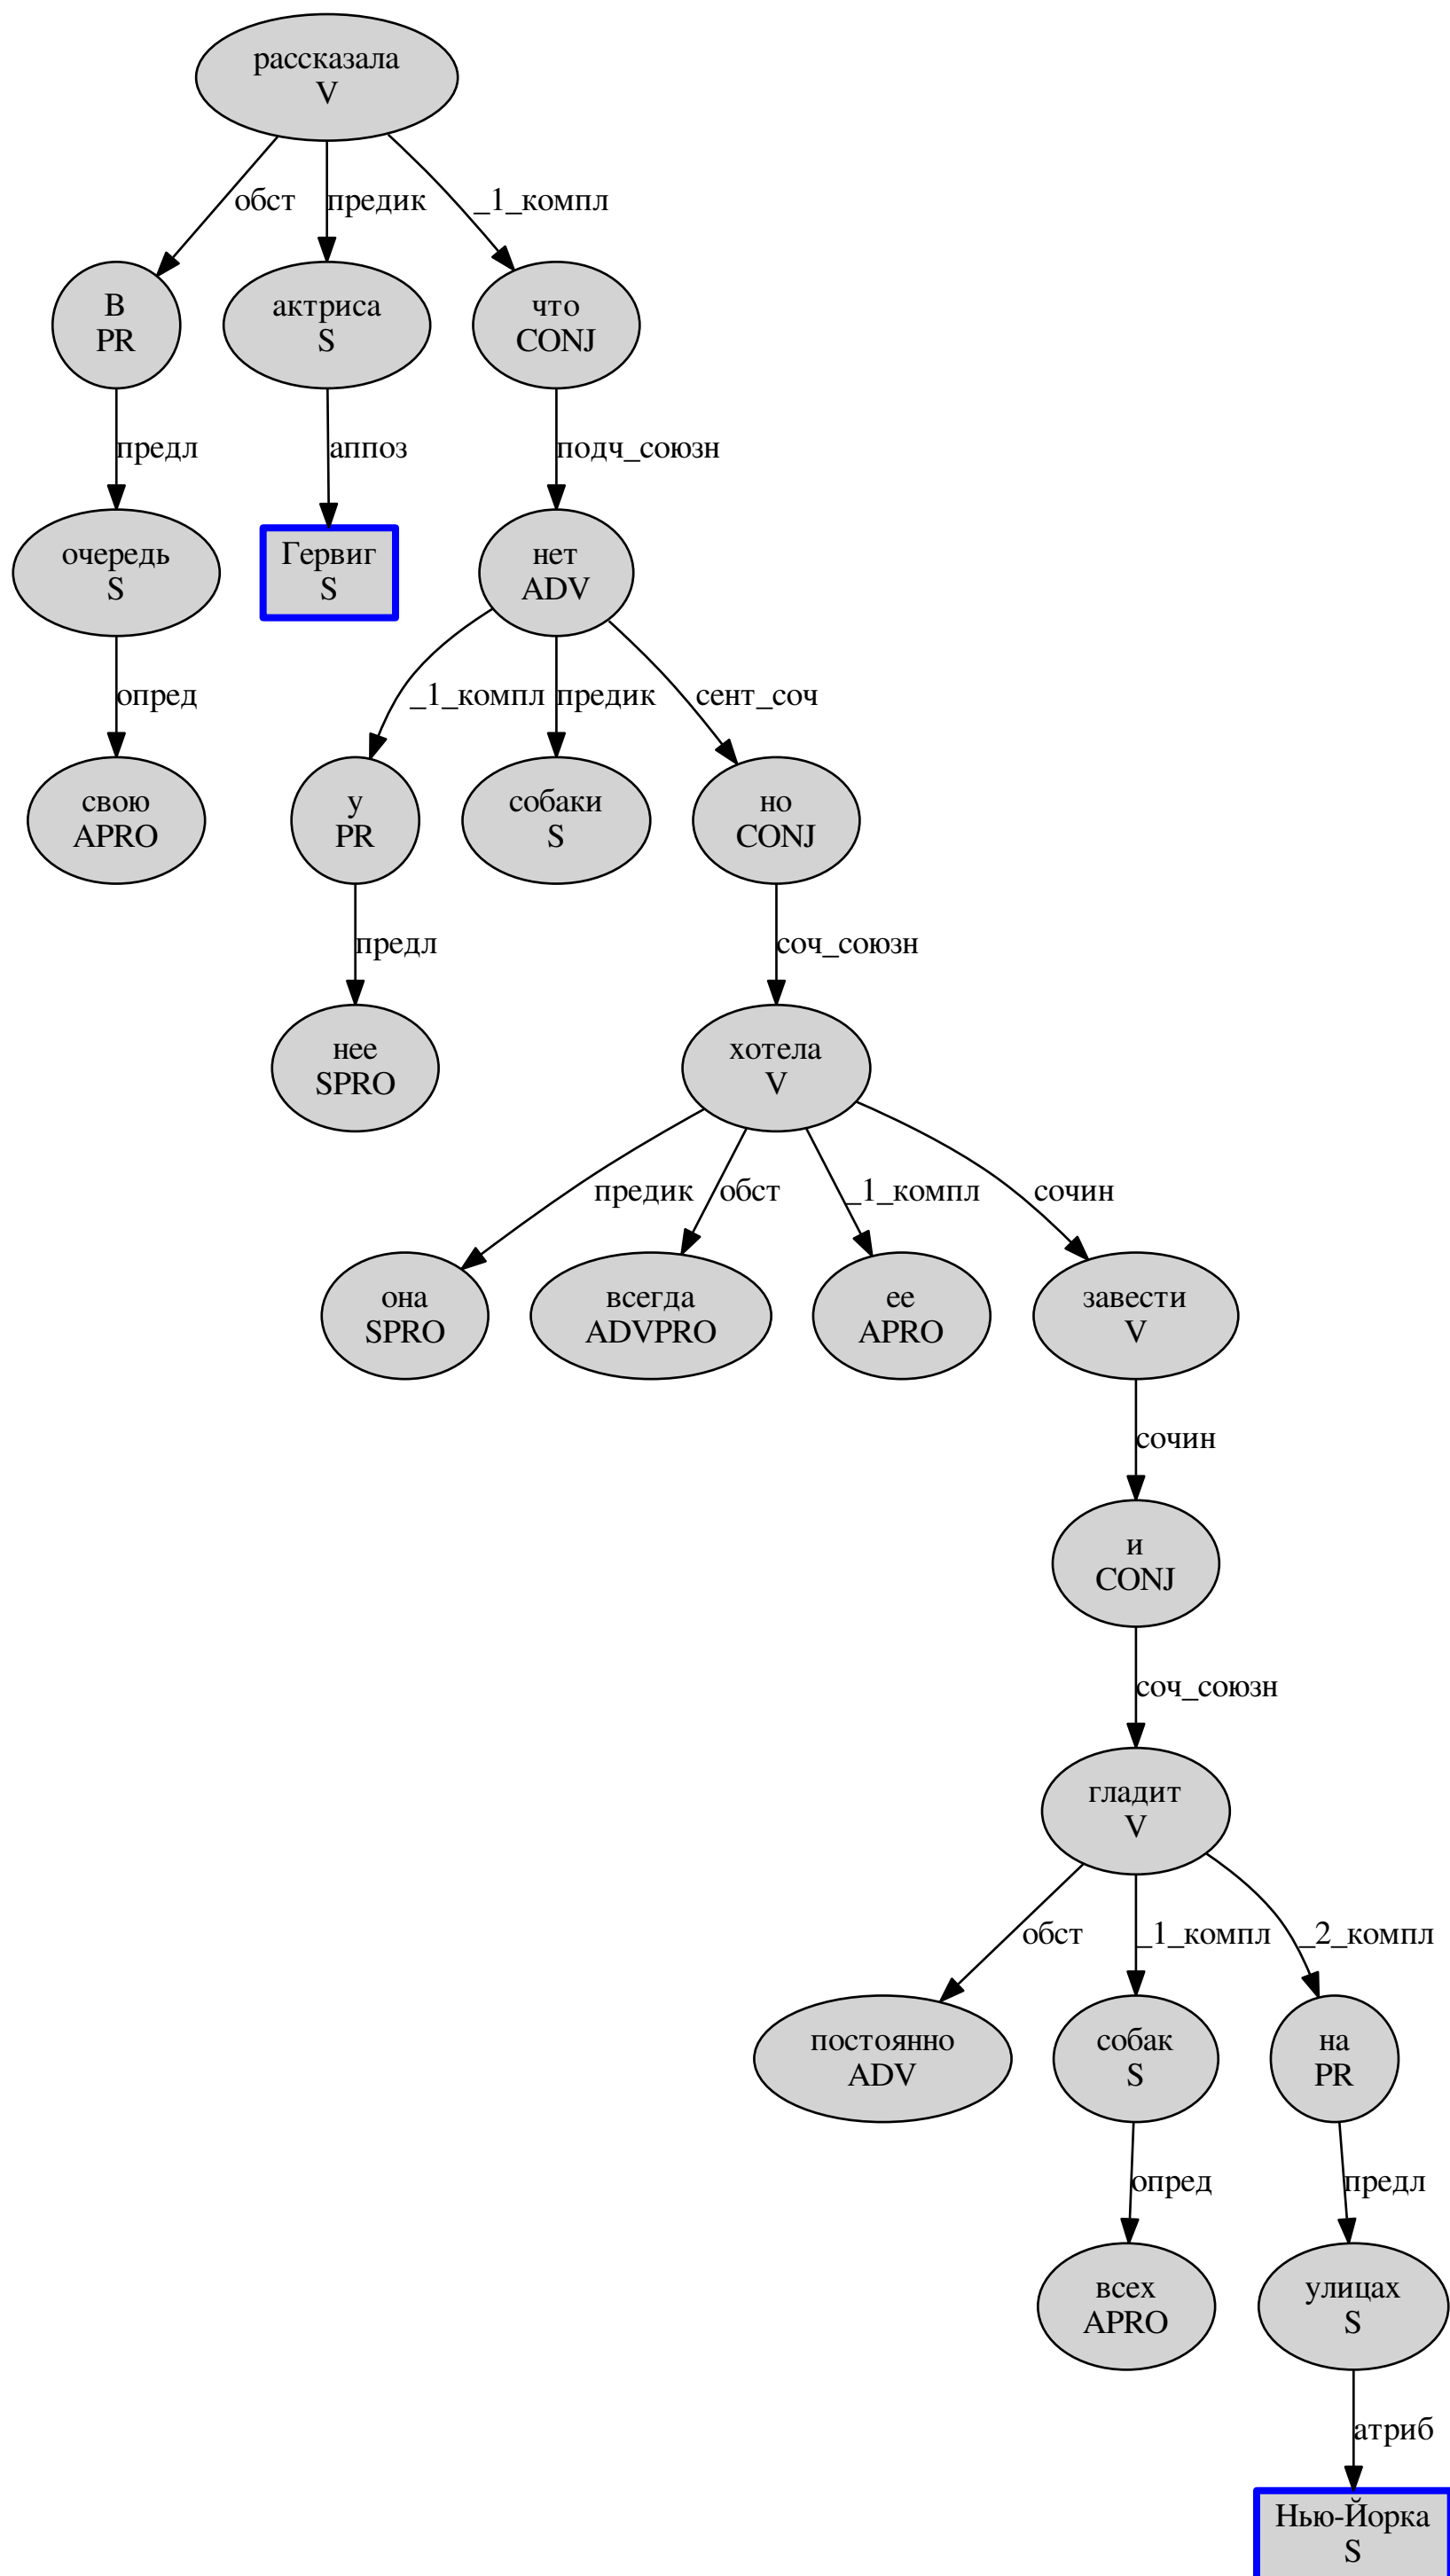 рассказала
V
обст
предик
_1_компл
В
PR
актриса
S
что
CONJ
предл
аппоз
подч_союзн
очередь
S
Гервиг
S
нет
ADV
опред
_1_компл
предик
сент_соч
свою
APRO
у
PR
собаки
S
но
CONJ
предл
соч_союзн
нее
SPRO
хотела
V
предик
обст
_1_компл
сочин
она
SPRO
всегда
ADVPRO
ее
APRO
завести
V
сочин
и
CONJ
соч_союзн
гладит
V
обст
_1_компл
_2_компл
постоянно
ADV
собак
S
на
PR
опред
предл
всех
APRO
улицах
S
атриб
Нью-Йорка
S